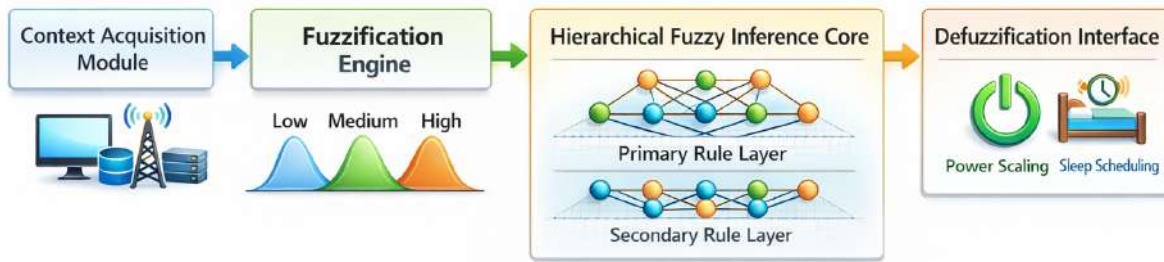 Context Acquisition
Module
Fuzzification
Engine
Low Medium High
Hierarchical Fuzzy Inference Core
Primary Rule Layer
Secondary Rule Layer
Defuzzification Interface
Power Scaling
Sleep Scheduling